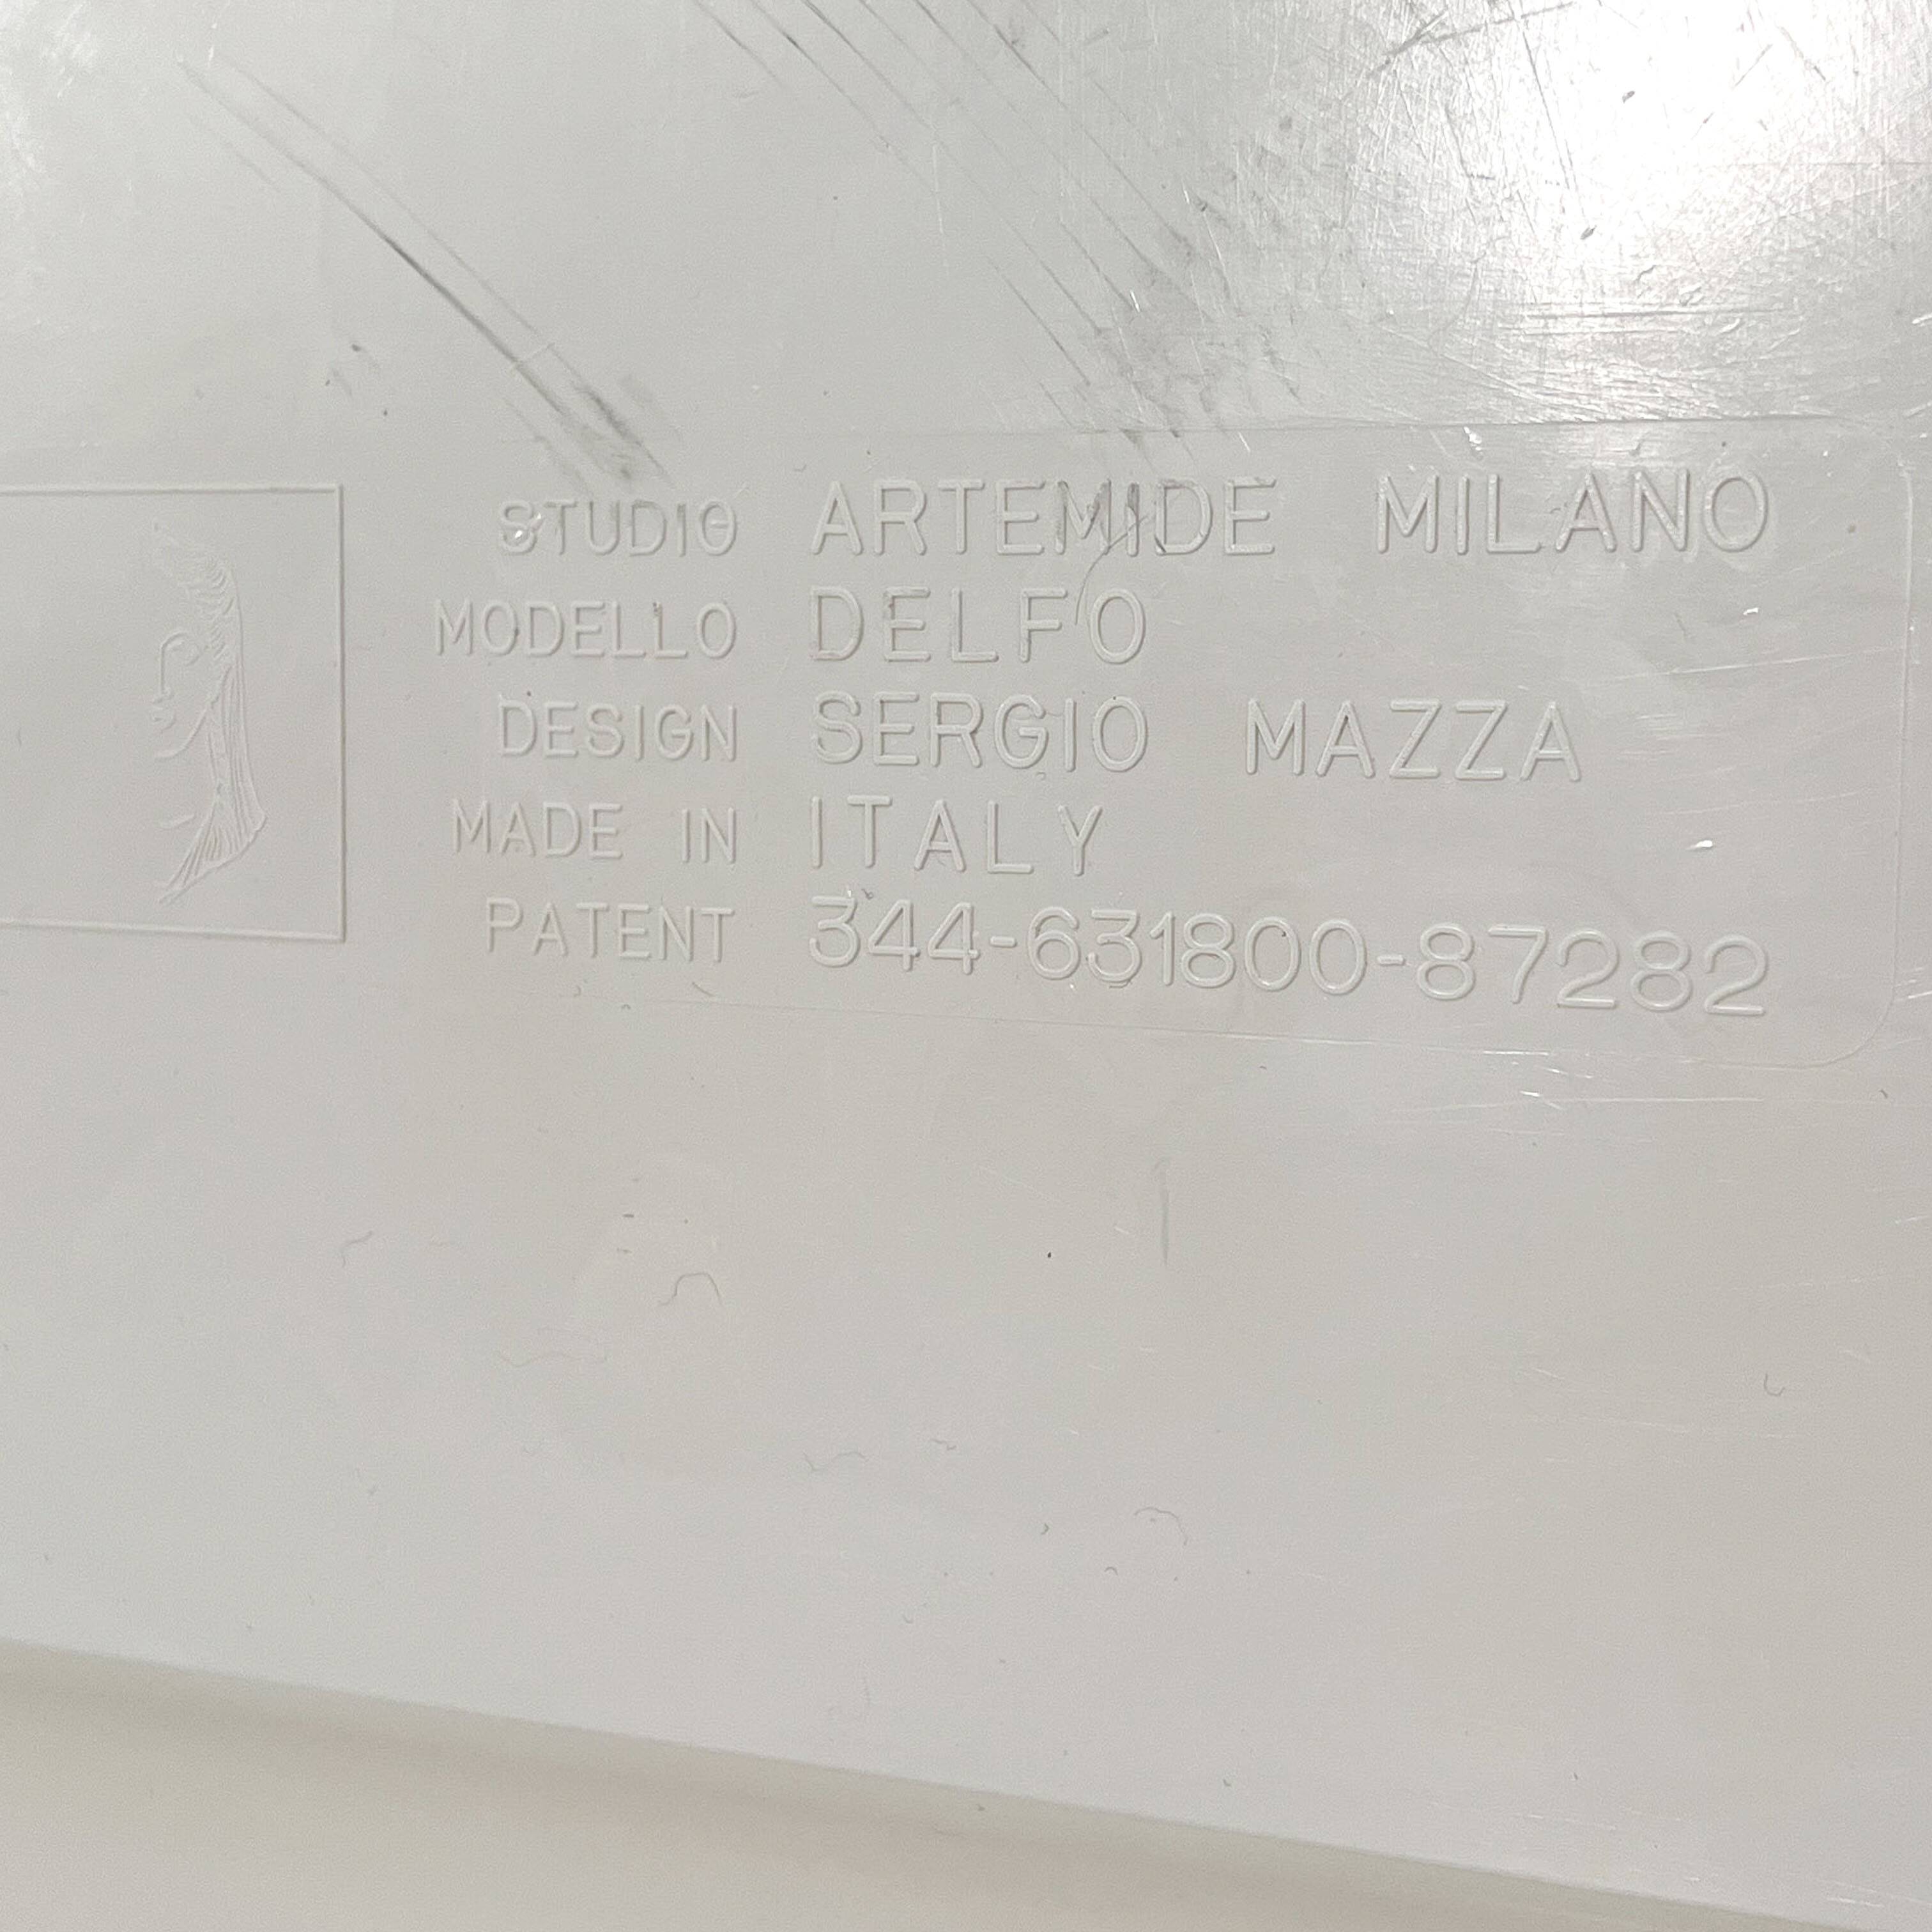 STUDIO ARTEMIDE MILANO
MODELLO DELFO
DESIGN SERGIO MAZZA
MADE IN ITALY
PATENT 344-631800-87282